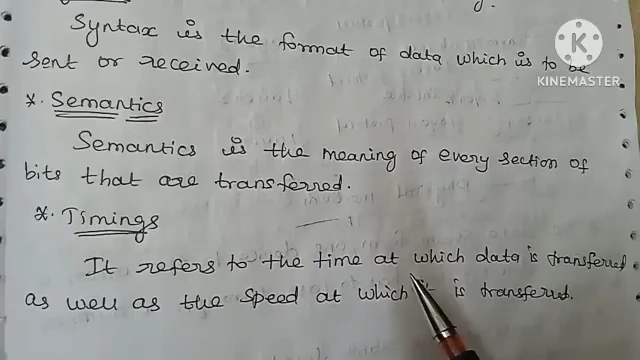 Syntax is the format of data which is to be
sent or received.
KINEMASTER
*. Semantics
Semantics is the meaning of every section of
bits that are transferred.
*. Timings
It refers to the time at which data is transferred
as well as the speed at which it is transferred.